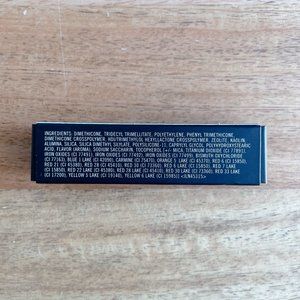 INGREDIENTS: DIMETHICONE, TRIDECYL TRIMELLITATE, POLYETHYLENE, PHENYL TRIMETHICONE,
DIMETHICONE CROSSPOLYMER, HDI/TRIMETHYLOL HEXYLLACTONE CROSSPOLYMER, ZEOLITE, KAOLIN
ALUMINA, SILICA, SILICA DIMETHYL SILYLATE, POLYSILICONE-11, CAPRYLYL GLYCOL, POLYHYDROXYSTEARIC
ACID, FLAVOR (AROMA), SODIUM SACCHARIN, TOCOPHEROL [+/- MICA, TITANIUM DIOXIDE (CI 77891),
IRON OXIDES (CI 77491), IRON OXIDES (CI 77492), IRON OXIDES (CI 77499), BISMUTH OXYCHLORIDE
(CI 77163), BLUE 1 LAKE (CI 42090), CARMINE (CI 75470), ORANGE 5 LAKE (CI 45370), RED 6 (CI 15850),
RED 21 (CI 45380), RED 28 (CI 45410), RED 30 (CI 73360), RED 6 LAKE (CI 15850), RED 7 LAKE
(CI 15850), RED 22 LAKE (CI 45380), RED 28 LAKE (CI 45410), RED 30 LAKE (CI 73360), RED 33 LAKE
(CI 17200), YELLOW 5 LAKE (CI 19140), YELLOW 6 LAKE (CI 15985)]